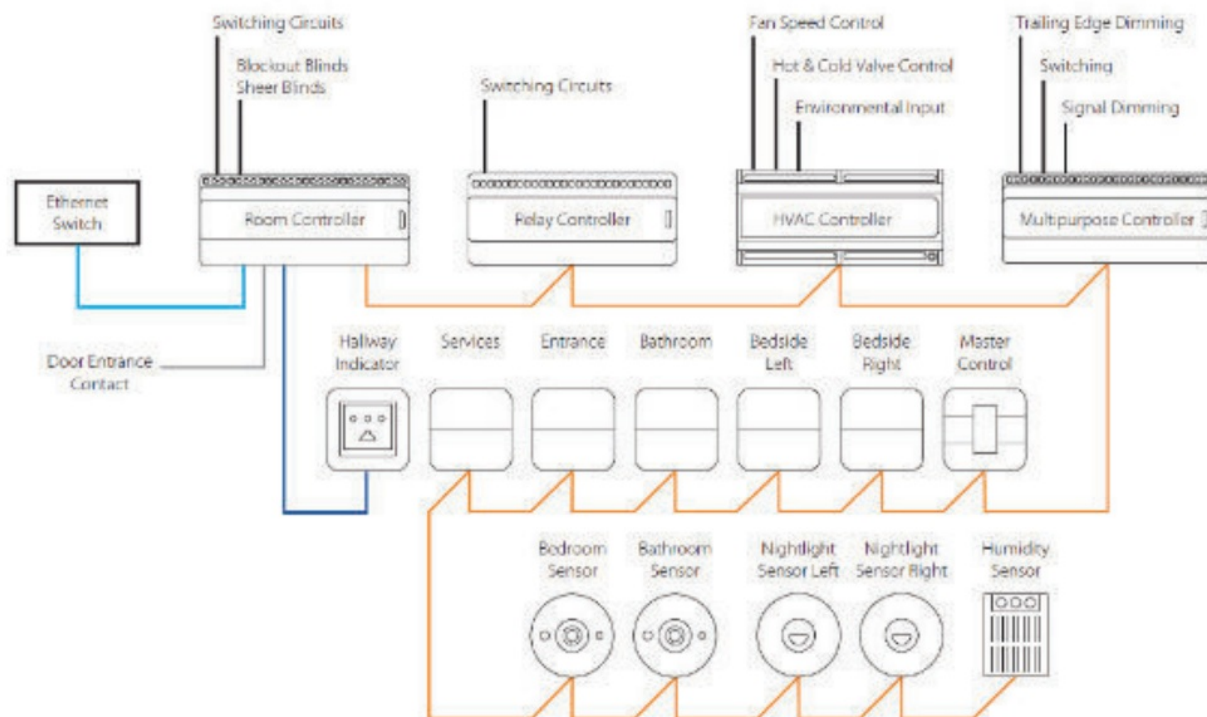 Switching Circuits
Blockout Blinds
Sheer Blinds
Switching Circuits
Fan Speed Control
Hot & Cold Valve Control
Environmental Input
Trailing Edge Dimming
Switching
Signal Dimming
Ethernet
Switch
Room Controller
Relay Controller
HVAC Controller
Multipurpose Controller
Door Entrance
Contact
Hallway
Indicator
Services
Entrance
Bathroom
Bedside
Left
Bedside
Right
Master
Control
Bedroom
Sensor
Bathroom
Sensor
Nightlight
Sensor Left
Nightlight
Sensor Right
Humidity
Sensor